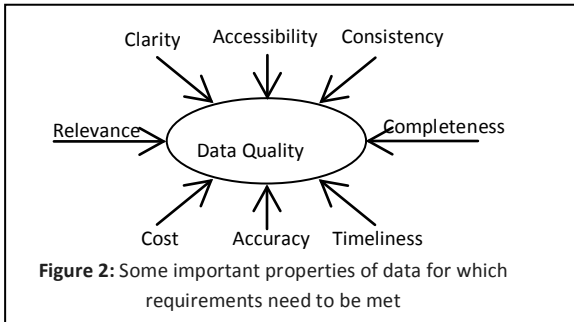 Clarity Accessibility Consistency
Relevance Completeness
Data Quality
Cost Accuracy Timeliness
Figure 2: Some important properties of data for which
requirements need to be met